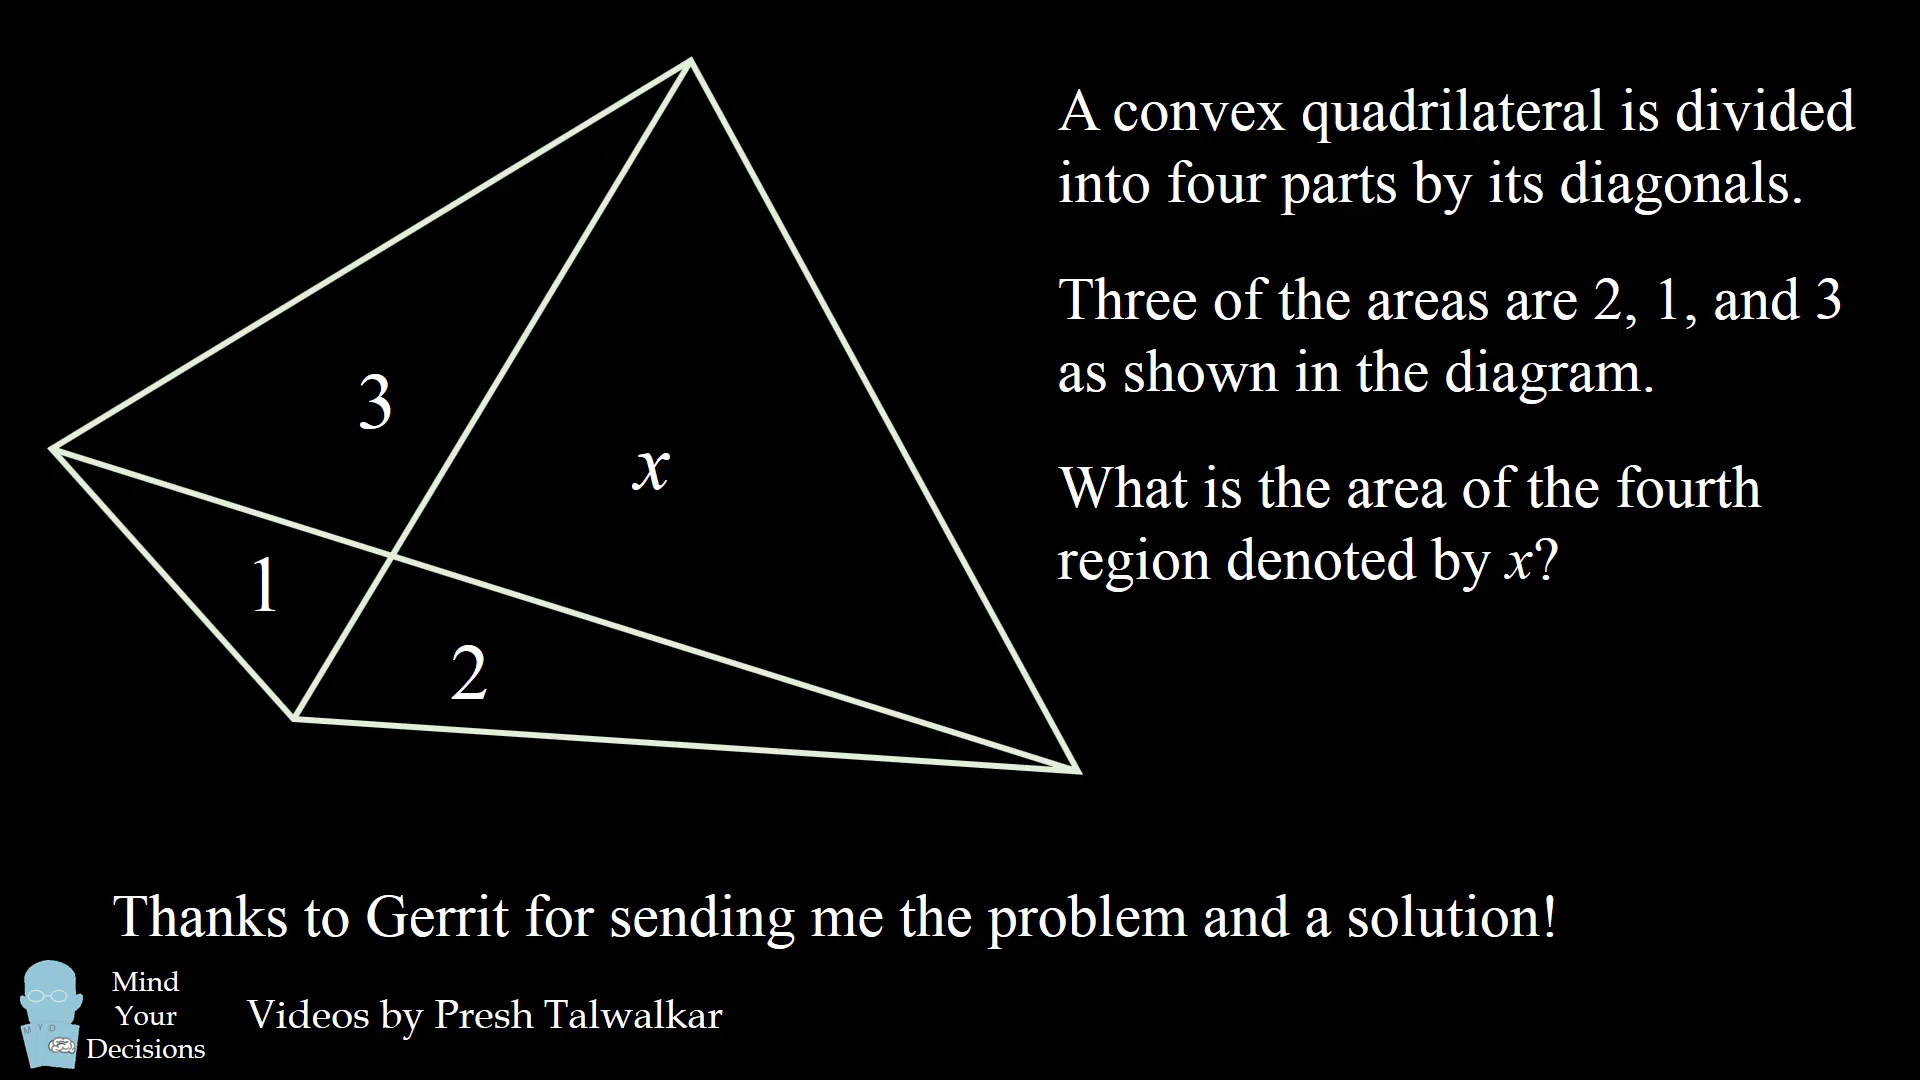 A convex quadrilateral is divided
into four parts by its diagonals.
Three of the areas are 2, 1, and 3
as shown in the diagram.
What is the area of the fourth
region denoted by x?
3
x
1
2
Thanks to Gerrit for sending me the problem and a solution!
M Y D
Mind
Your
Decisions
Videos by Presh Talwalkar